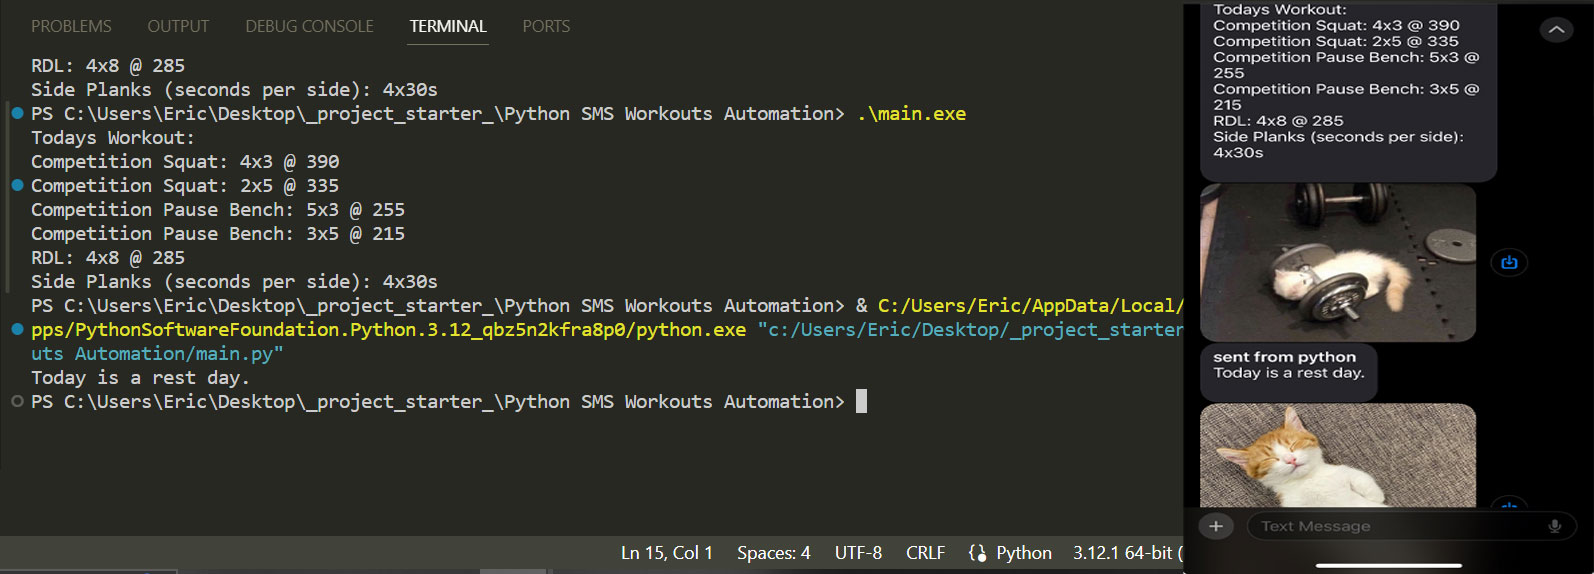 PROBLEMS OUTPUT DEBUG CONSOLE TERMINAL PORTS
RDL: 4x8 @ 285
Side Planks (seconds per side): 4x30s
PS C:\Users\Eric\Desktop\_project_starter_\Python SMS Workouts Automation> .\main.exe
Todays Workout:
Competition Squat: 4x3 @ 390
Competition Squat: 2x5 @ 335
Competition Pause Bench: 5x3 @ 255
Competition Pause Bench: 3x5 @ 215
RDL: 4x8 @ 285
Side Planks (seconds per side): 4x30s
PS C:\Users\Eric\Desktop\_project_starter_\Python SMS Workouts Automation> & C:/Users/Eric/AppData/Local/
pps/PythonSoftwareFoundation.Python.3.12_qbz5n2kfra8p0/python.exe "c:/Users/Eric/Desktop/_project_starter
uts Automation/main.py"
Today is a rest day.
PS C:\Users\Eric\Desktop\_project_starter_\Python SMS Workouts Automation>
Ln 15, Col 1 Spaces: 4 UTF-8 CRLF {} Python 3.12.1 64-bit (
Todays Workout:
Competition Squat: 4x3 @ 390
Competition Squat: 2x5 @ 335
Competition Pause Bench: 5x3 @
255
Competition Pause Bench: 3x5 @
215
RDL: 4x8 @ 285
Side Planks (seconds per side):
4x30s
sent from python
Today is a rest day.
Text Message